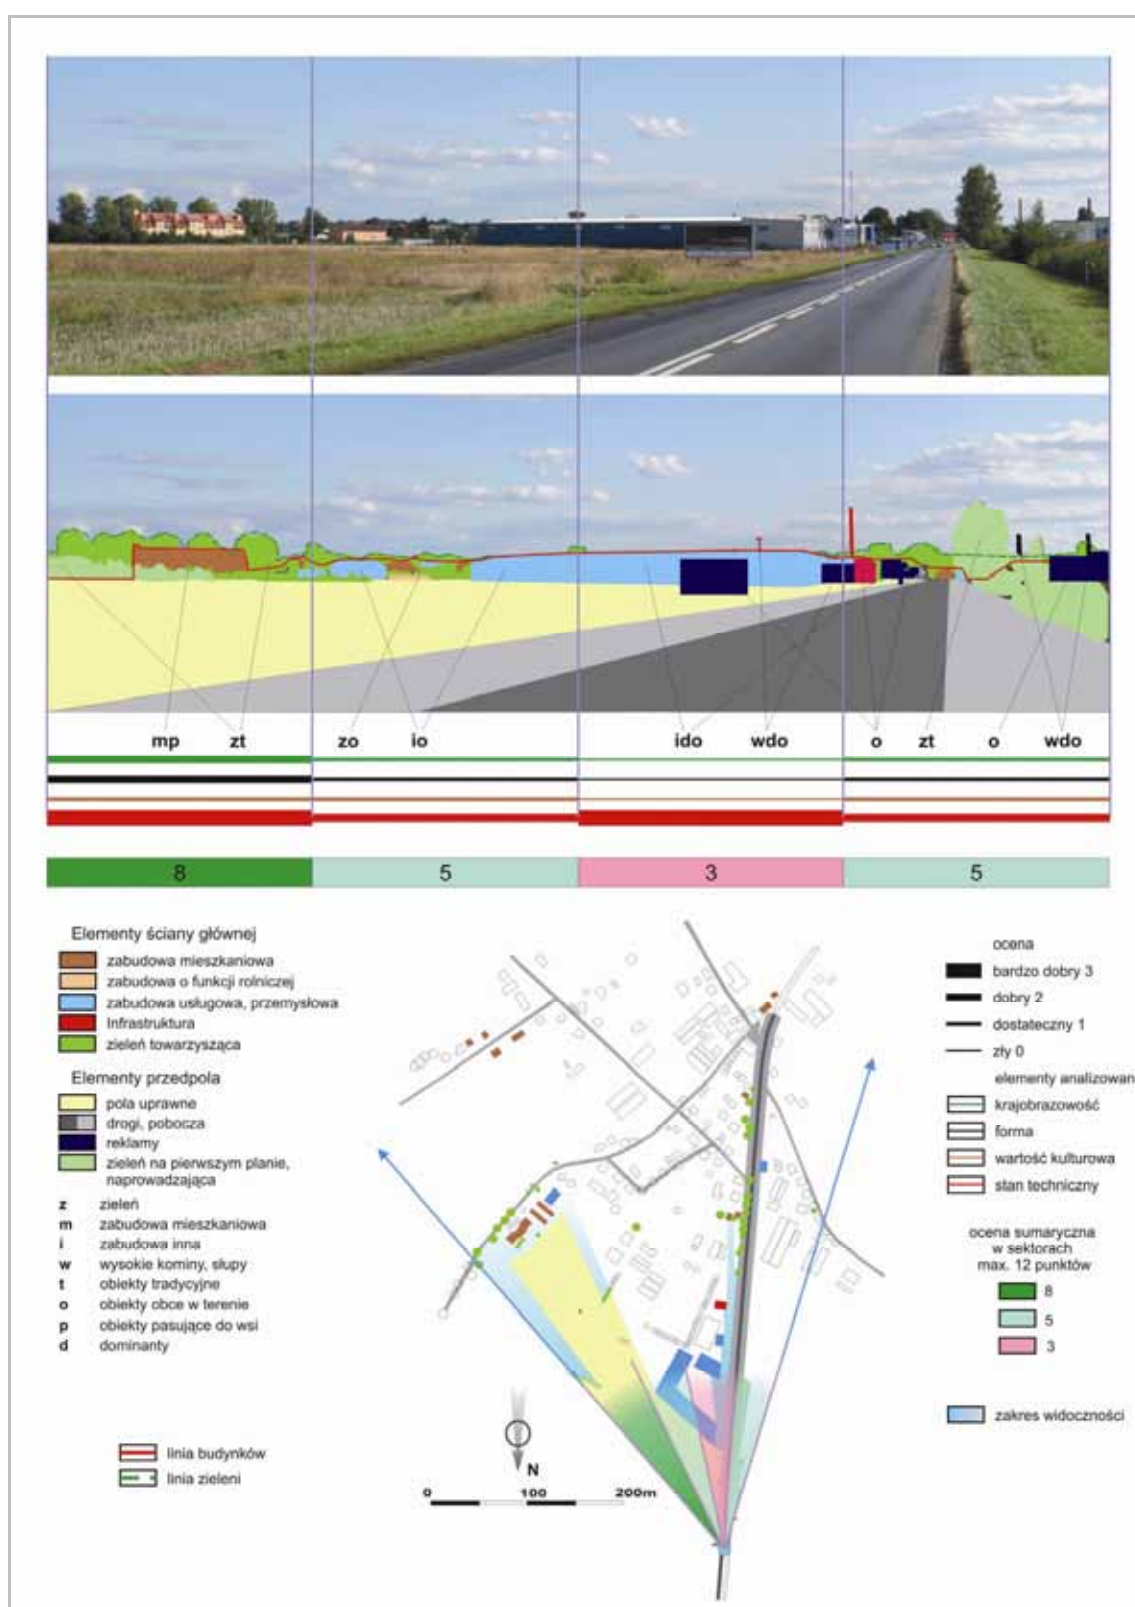 mp zt zo io ido wdo o zt o wdo
8 5 3 5
Elementy ściany głównej
zabudowa mieszkaniowa
zabudowa o funkcji rolniczej
zabudowa usługowa, przemysłowa
Infrastruktura
zieleń towarzysząca
Elementy przedpola
pola uprawne
drogi, pobocza
reklamy
zieleń na pierwszym planie,
naprowadzająca
z zieleń
m zabudowa mieszkaniowa
i zabudowa inna
w wysokie kominy, słupy
t obiekty tradycyjne
o obiekty obce w terenie
p obiekty pasujące do wsi
d dominanty
linia budynków
linia zieleni
N
0 100 200m
ocena
bardzo dobry 3
dobry 2
dostateczny 1
zły 0
elementy analizowan
krajobrazowość
forma
wartość kulturowa
stan techniczny
ocena sumaryczna
w sektorach
max. 12 punktów
8
5
3
zakres widoczności